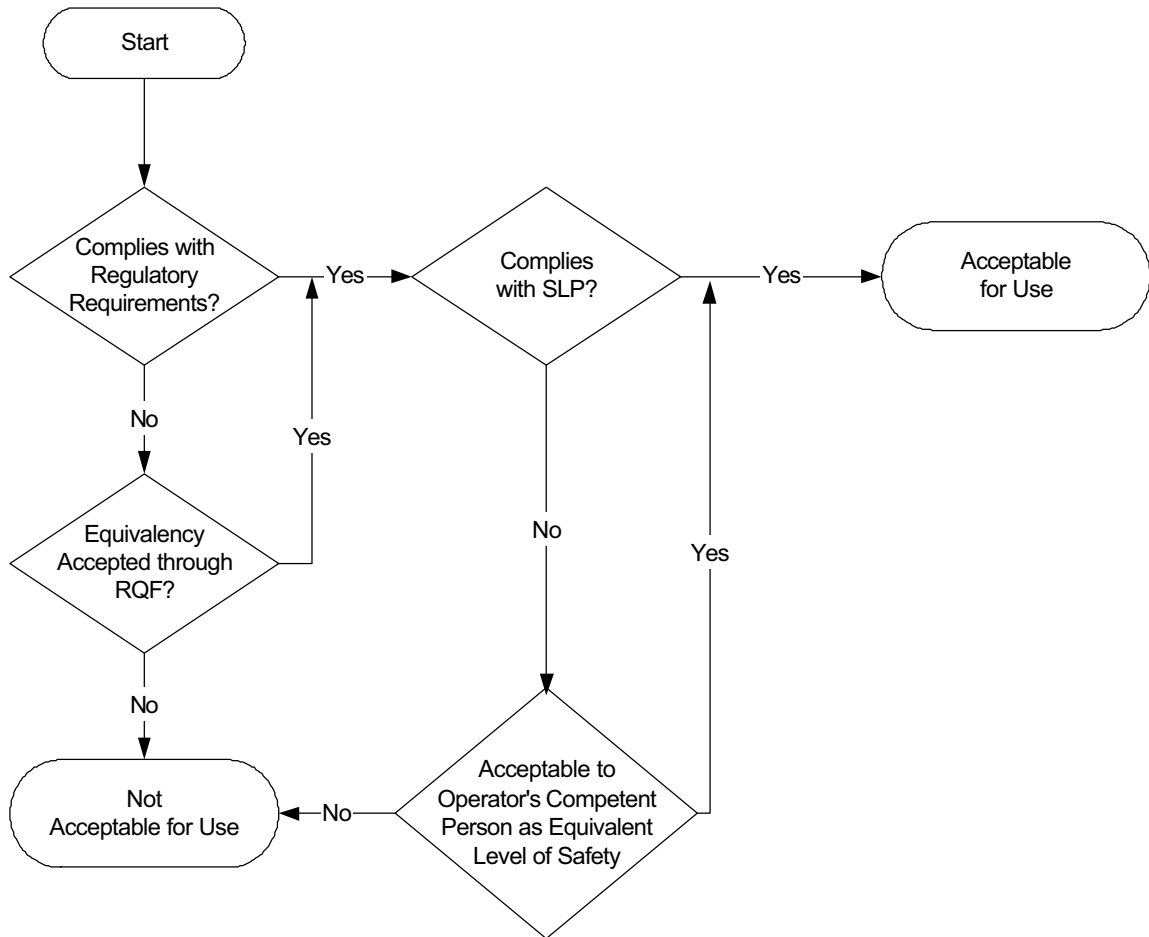 Start
Complies with
Regulatory
Requirements?
Yes
Complies
with SLP?
Yes
Acceptable
for Use
No
Yes
Equivalency
Accepted through
RQF?
No
Yes
No
Not
Acceptable for Use
No
Acceptable to
Operator's Competent
Person as Equivalent
Level of Safety